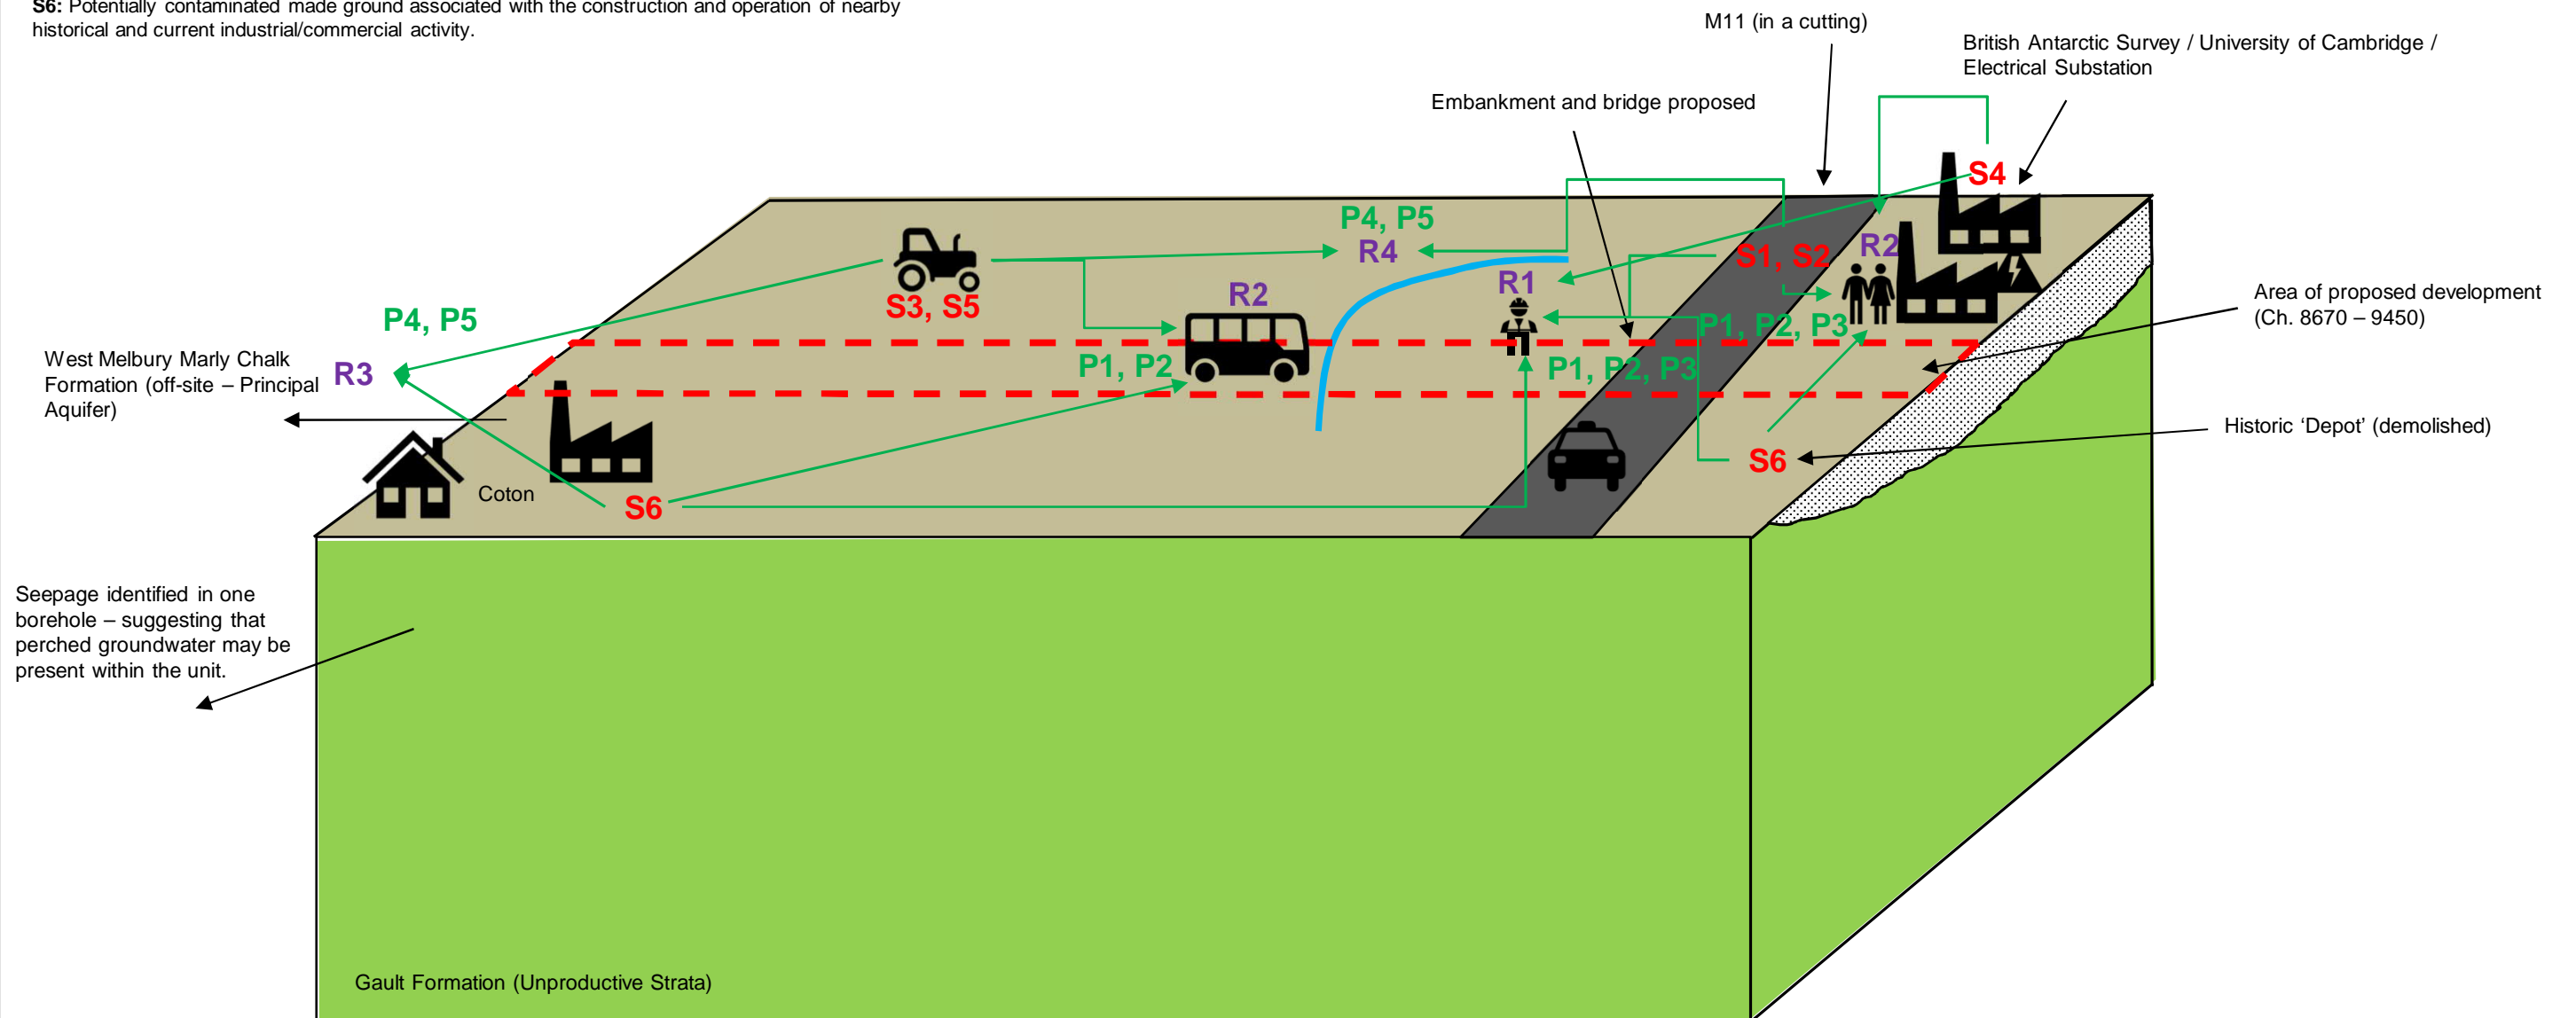 S6: Potentially contaminated made ground associated with the construction and operation of nearby
historical and current industrial/commercial activity.
M11 (in a cutting)
British Antarctic Survey / University of Cambridge /
Electrical Substation
Embankment and bridge proposed
S4
P4, P5
R4
S1, S2
R2
R1
S3, S5
R2
P4, P5
P1, P2, P3
Area of proposed development
(Ch. 8670 – 9450)
West Melbury Marly Chalk
Formation (off-site – Principal
Aquifer)
R3
P1, P2
P1, P2, P3
Historic ‘Depot’ (demolished)
S6
Coton
S6
Seepage identified in one
borehole – suggesting that
perched groundwater may be
present within the unit.
Gault Formation (Unproductive Strata)